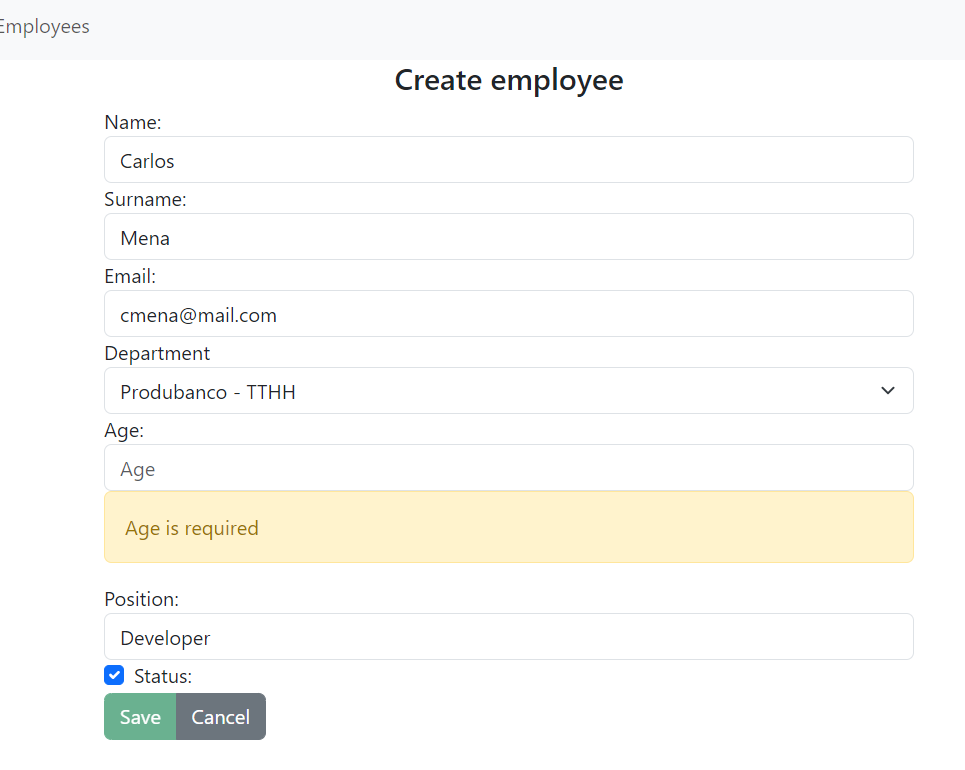 Employees
Create employee
Name:
Carlos
Surname:
Mena
Email:
cmena@mail.com
Department
Produbanco - TTHH
Age:
Age
Age is required
Position:
Developer
Status:
Save Cancel